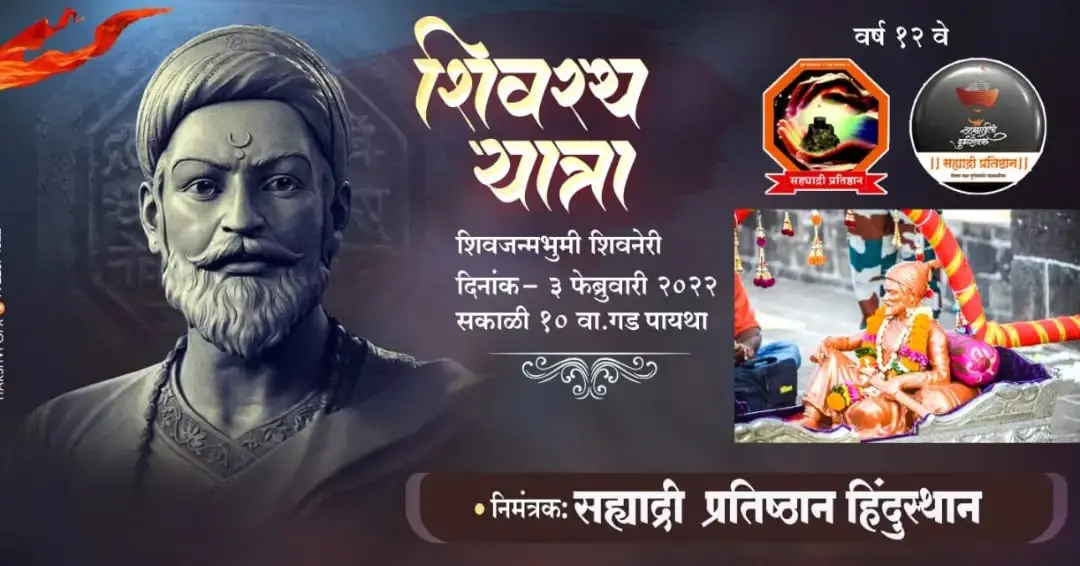 शिवरथ
यात्रा
शिवजन्मभुमी शिवनेरी
दिनांक– ३ फेब्रुवारी २०२२
सकाळी १० वा.गड पायथा
वर्ष १२ वे
सह्याद्री प्रतिष्ठान
|| सह्याद्री प्रतिष्ठान ||
• निमंत्रक: सह्याद्री प्रतिष्ठान हिंदुस्थान